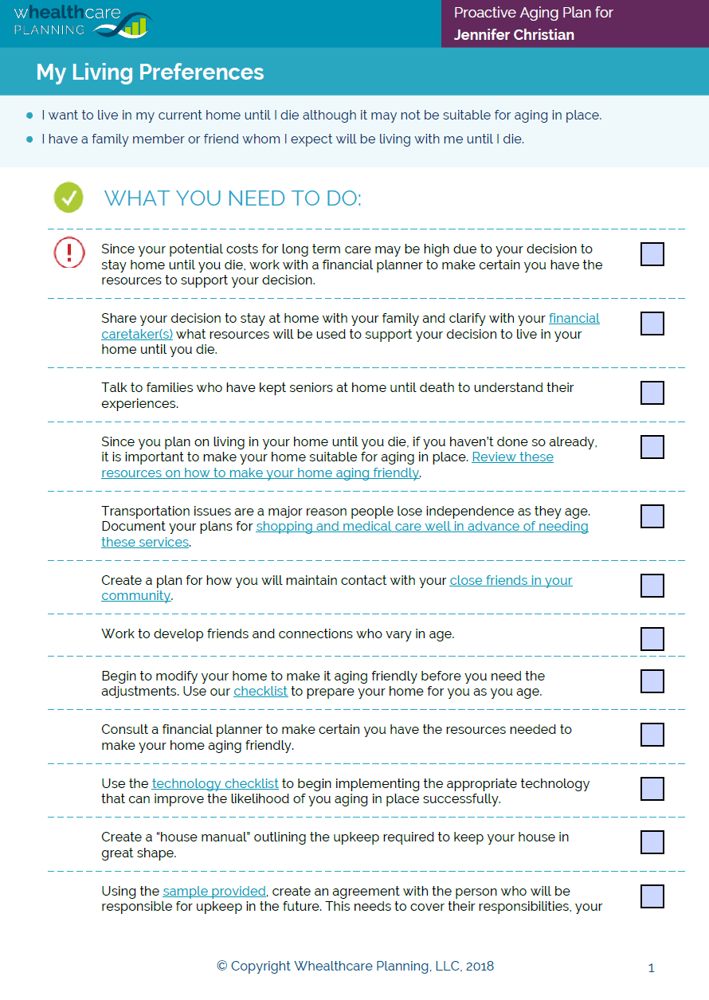 whealthcare
PLANNING
Proactive Aging Plan for
Jennifer Christian
My Living Preferences
I want to live in my current home until I die although it may not be suitable for aging in place.
I have a family member or friend whom I expect will be living with me until I die.
WHAT YOU NEED TO DO:
Since your potential costs for long term care may be high due to your decision to
stay home until you die, work with a financial planner to make certain you have the
resources to support your decision.
Share your decision to stay at home with your family and clarify with your financial
caretaker(s) what resources will be used to support your decision to live in your
home until you die.
Talk to families who have kept seniors at home until death to understand their
experiences.
Since you plan on living in your home until you die, if you haven't done so already,
it is important to make your home suitable for aging in place. Review these
resources on how to make your home aging friendly.
Transportation issues are a major reason people lose independence as they age.
Document your plans for shopping and medical care well in advance of needing
these services.
Create a plan for how you will maintain contact with your close friends in your
community.
Work to develop friends and connections who vary in age.
Begin to modify your home to make it aging friendly before you need the
adjustments. Use our checklist to prepare your home for you as you age.
Consult a financial planner to make certain you have the resources needed to
make your home aging friendly.
Use the technology checklist to begin implementing the appropriate technology
that can improve the likelihood of you aging in place successfully.
Create a “house manual” outlining the upkeep required to keep your house in
great shape.
Using the sample provided, create an agreement with the person who will be
responsible for upkeep in the future. This needs to cover their responsibilities, your
© Copyright Whealthcare Planning, LLC, 2018
1